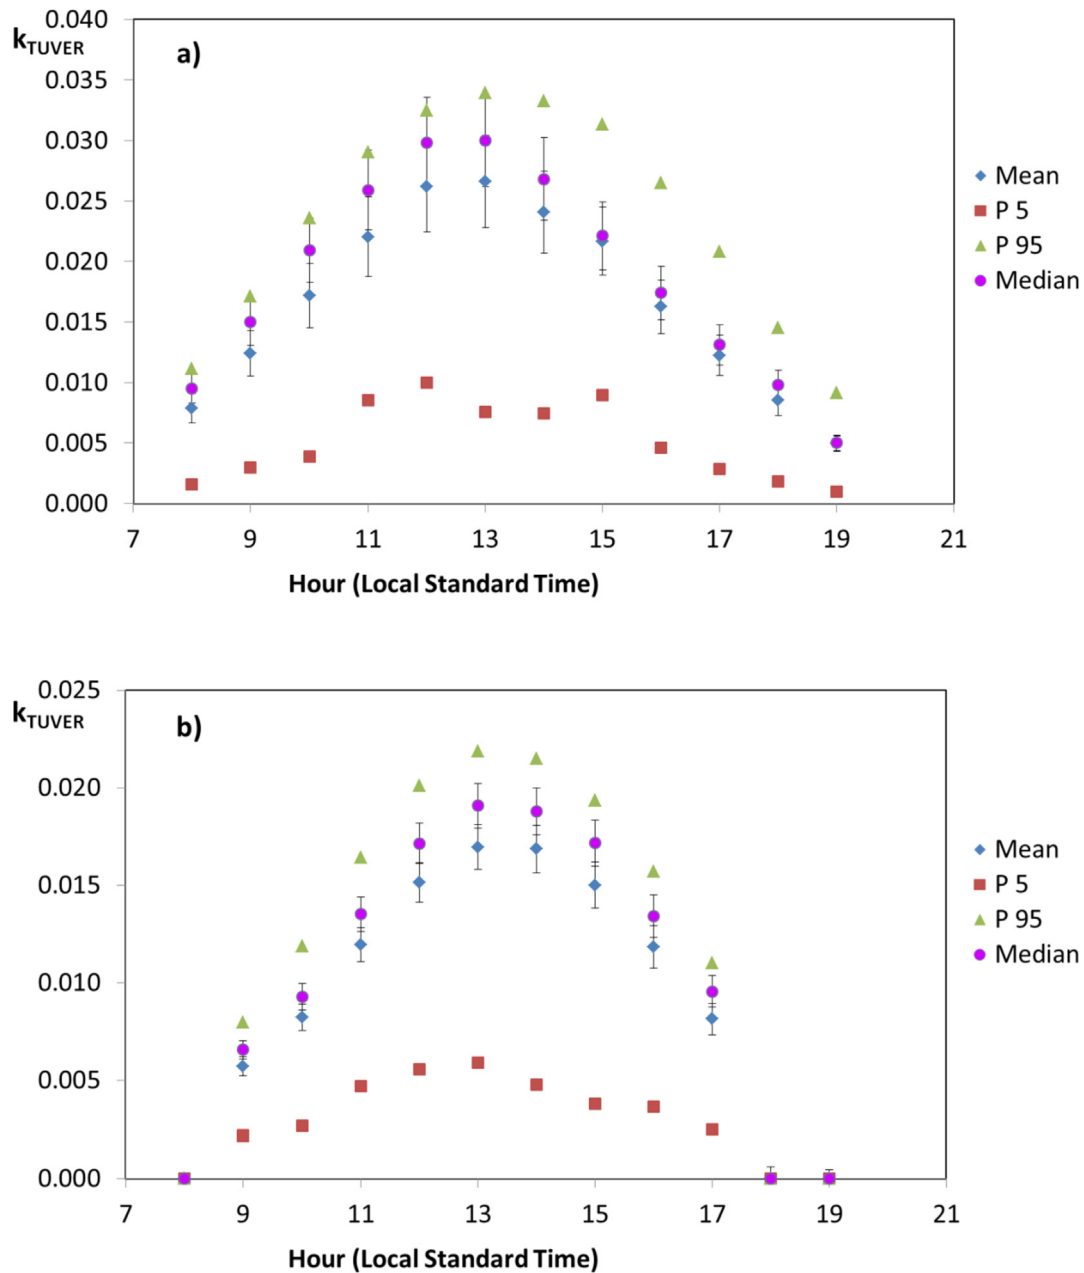 0.040
k_TUVER
a)
0.035
0.030
0.025
0.020
0.015
0.010
0.005
0.000
7 9 11 13 15 17 19 21
Hour (Local Standard Time)
Mean
P 5
P 95
Median
0.025
k_TUVER
b)
0.020
0.015
0.010
0.005
0.000
7 9 11 13 15 17 19 21
Hour (Local Standard Time)
Mean
P 5
P 95
Median